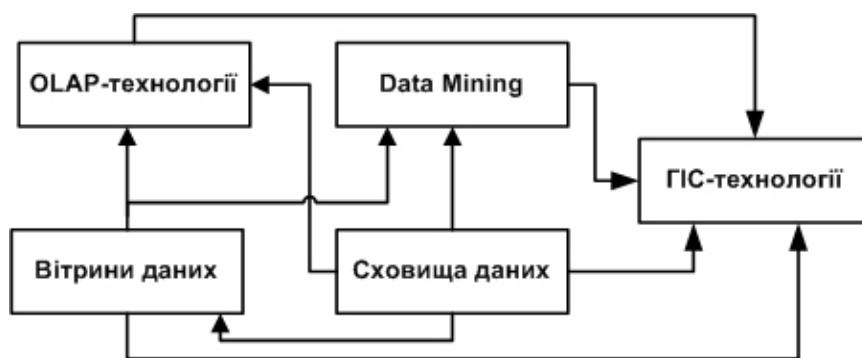 OLAP-технології
Data Mining
ГІС-технології
Вітрини даних
Сховища даних